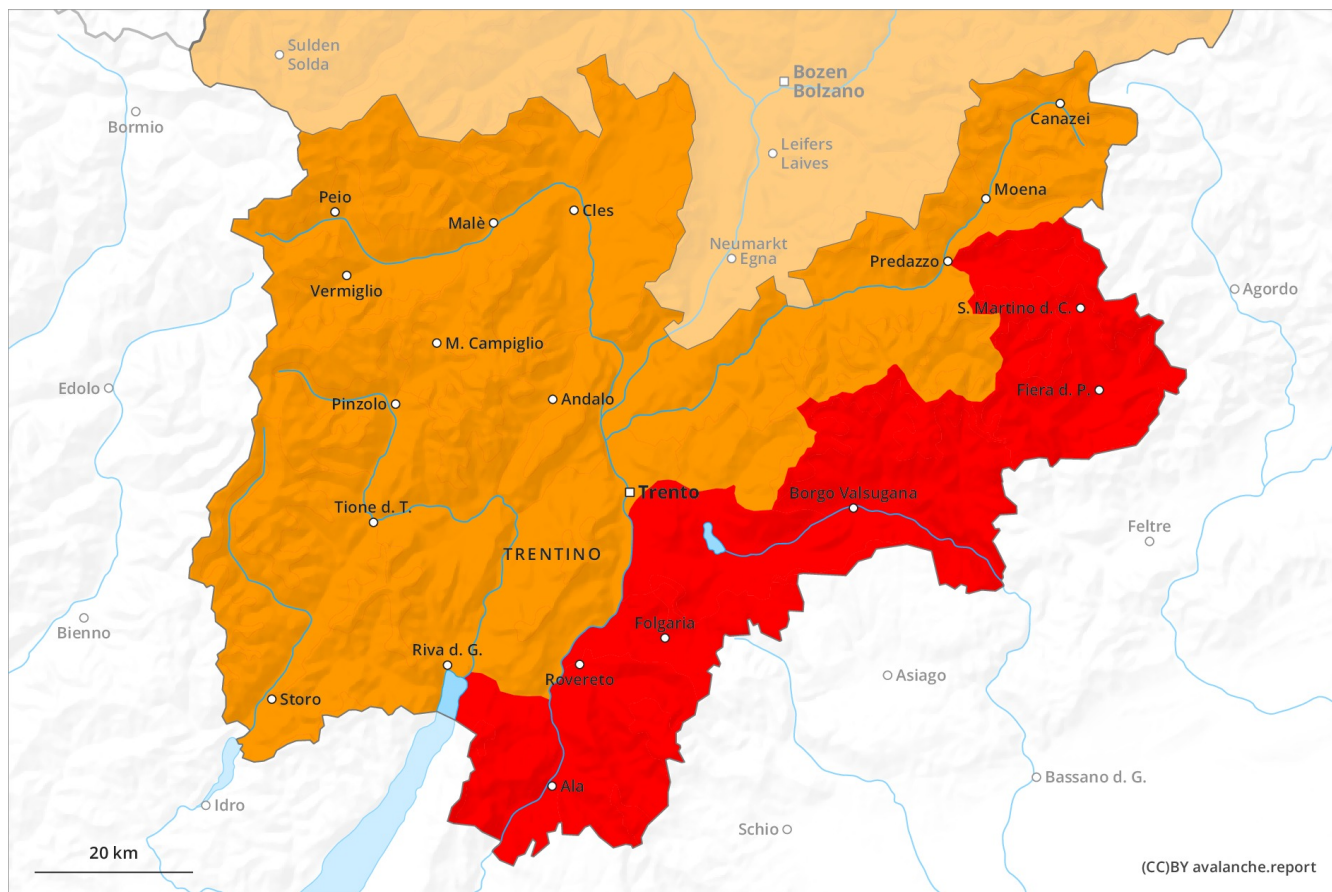 Sulden
Solda
Bozen
Bolzano
Bormio
Canazei
Leifers
Laives
Peio
Moena
Malè
Cles
Neumarkt
Egna
Predazzo
Vermiglio
Agordo
S. Martino d. C.
M. Campiglio
Edolo
Fiera d. P.
Pinzolo
Andalo
Trento
Borgo Valsugana
Tione d. T.
Feltre
TRENTINO
Bienno
Folgaria
Riva d. G.
Rovereto
Asiago
Storo
Bassano d. G.
Ala
Idro
Schio
20 km
(CC)BY avalanche.report